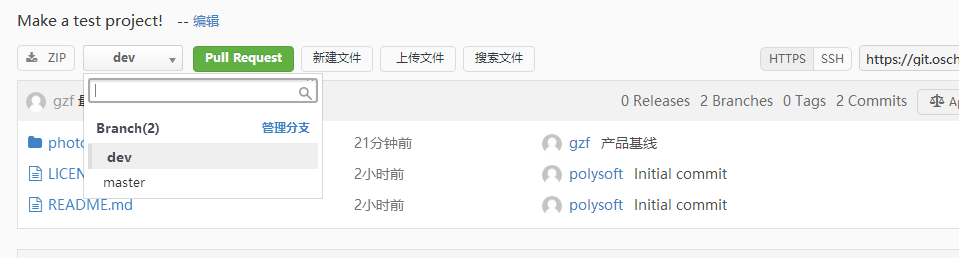 Make a test project! -- 编辑
ZIP dev Pull Request 新建文件 上传文件 搜索文件 HTTPS SSH https://git.osch
gzf 0 Releases 2 Branches 0 Tags 2 Commits
Branch(2) 管理分支
photo 21分钟前 gzf 产品基线
dev
LICEN 2小时前 polysoft Initial commit
master
README.md 2小时前 polysoft Initial commit